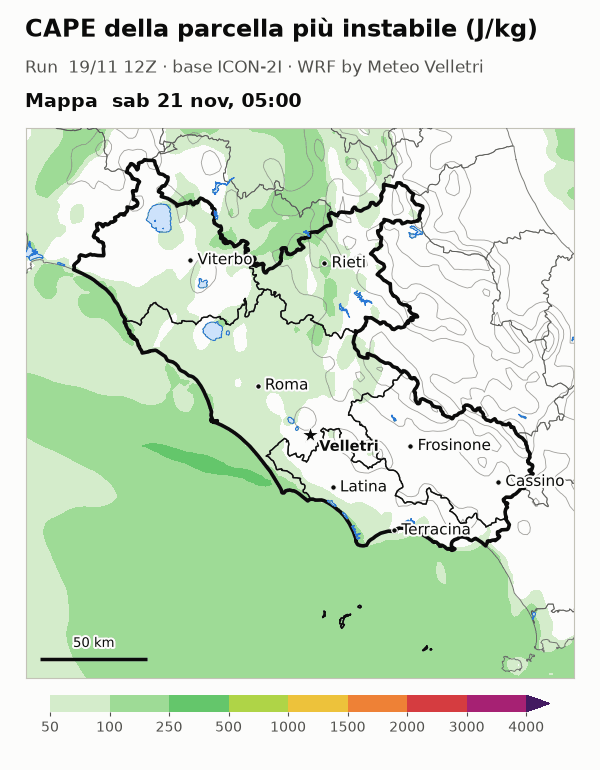 CAPE della parcella più instabile (J/kg)
Run  19/11 12Z · base ICON-2I · WRF by Meteo Velletri
Mappa  sab 21 nov, 05:00
Viterbo
Rieti
Roma
Velletri
Frosinone
Cassino
Latina
Terracina
50 km
50 100 250 500 1000 1500 2000 3000 4000